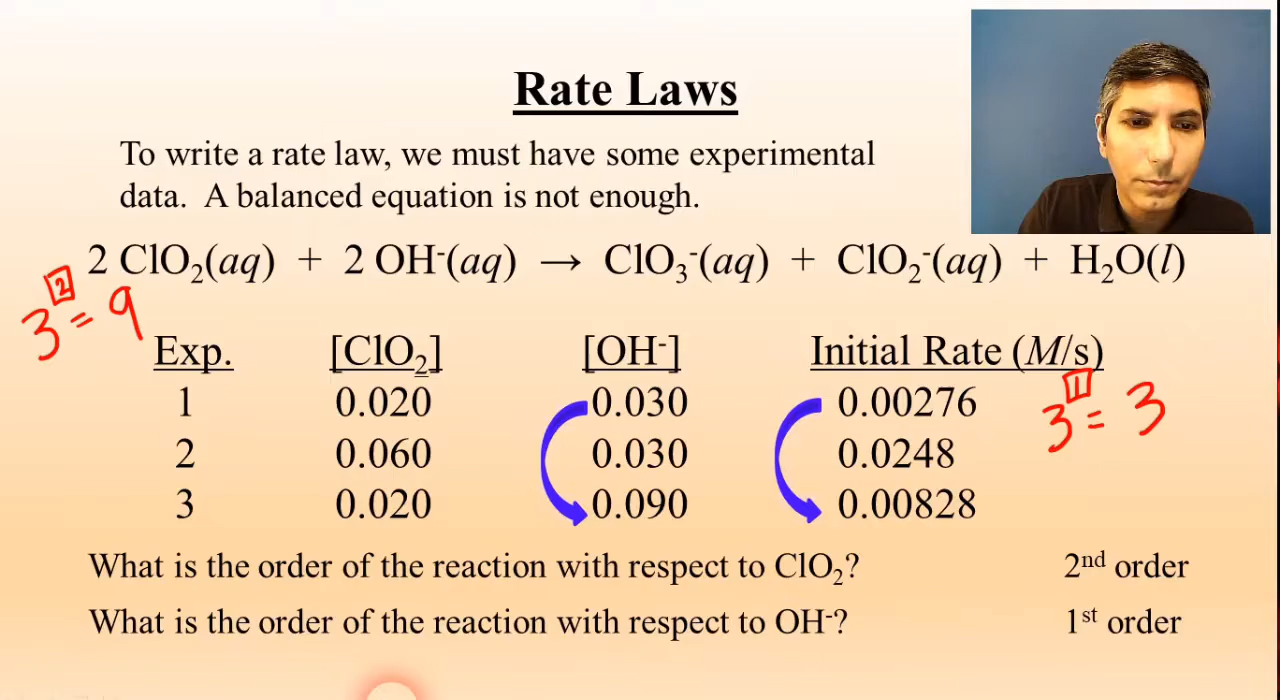 Rate Laws
To write a rate law, we must have some experimental
data. A balanced equation is not enough.
2 ClO₂(aq) + 2 OH⁻(aq) → ClO₃⁻(aq) + ClO₂⁻(aq) + H₂O(l)
3² = 9
Exp. [ClO₂] [OH⁻] Initial Rate (M/s)
1 0.020 0.030 0.00276
3¹ = 3
2 0.060 0.030 0.0248
3 0.020 0.090 0.00828
What is the order of the reaction with respect to ClO₂? 2nd order
What is the order of the reaction with respect to OH⁻? 1st order